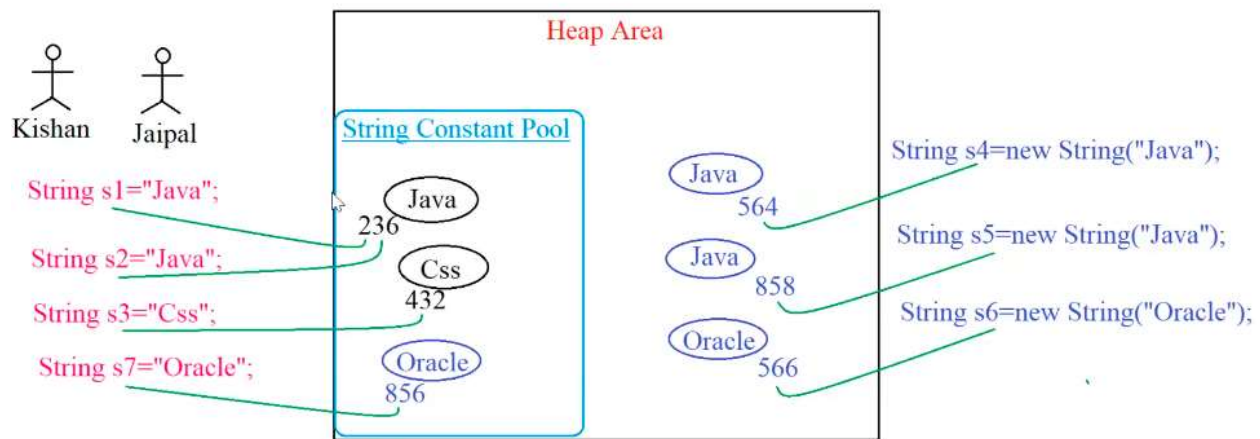 Heap Area
Kishan
Jaipal
String Constant Pool
String s1="Java";
String s2="Java";
String s3="Css";
String s7="Oracle";
Java
236
Css
432
Oracle
856
Java
564
Java
858
Oracle
566
String s4=new String("Java");
String s5=new String("Java");
String s6=new String("Oracle");